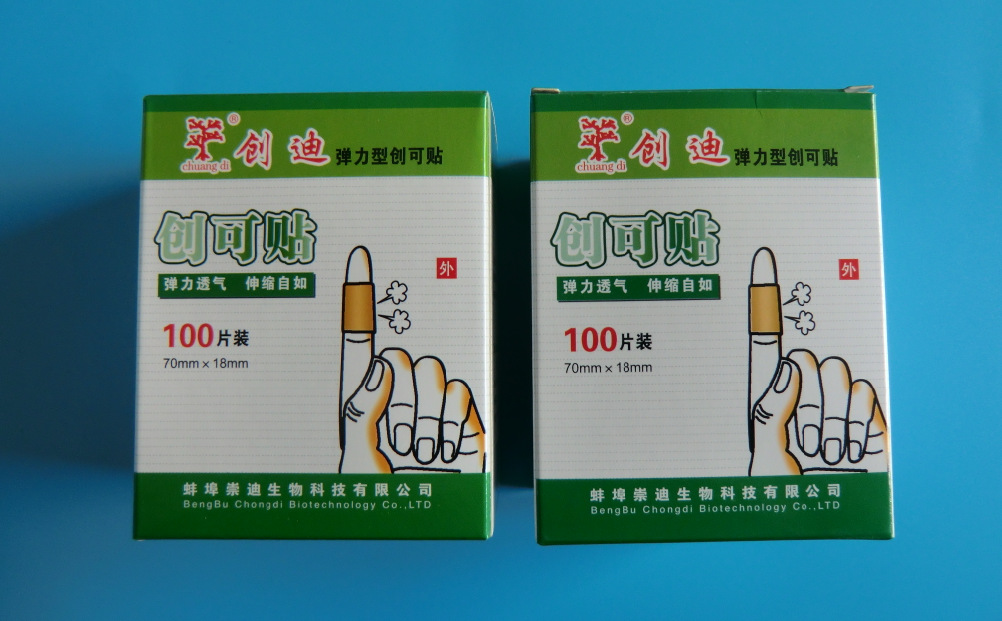 创迪® 弹力型创可贴
chuang di
创可贴
外
弹力透气 伸缩自如
100片装
70mm×18mm
蚌埠崇迪生物科技有限公司
BengBu Chongdi Biotechnology Co.,LTD
创迪® 弹力型创可贴
chuang di
创可贴
外
弹力透气 伸缩自如
100片装
70mm×18mm
蚌埠崇迪生物科技有限公司
BengBu Chongdi Biotechnology Co.,LTD